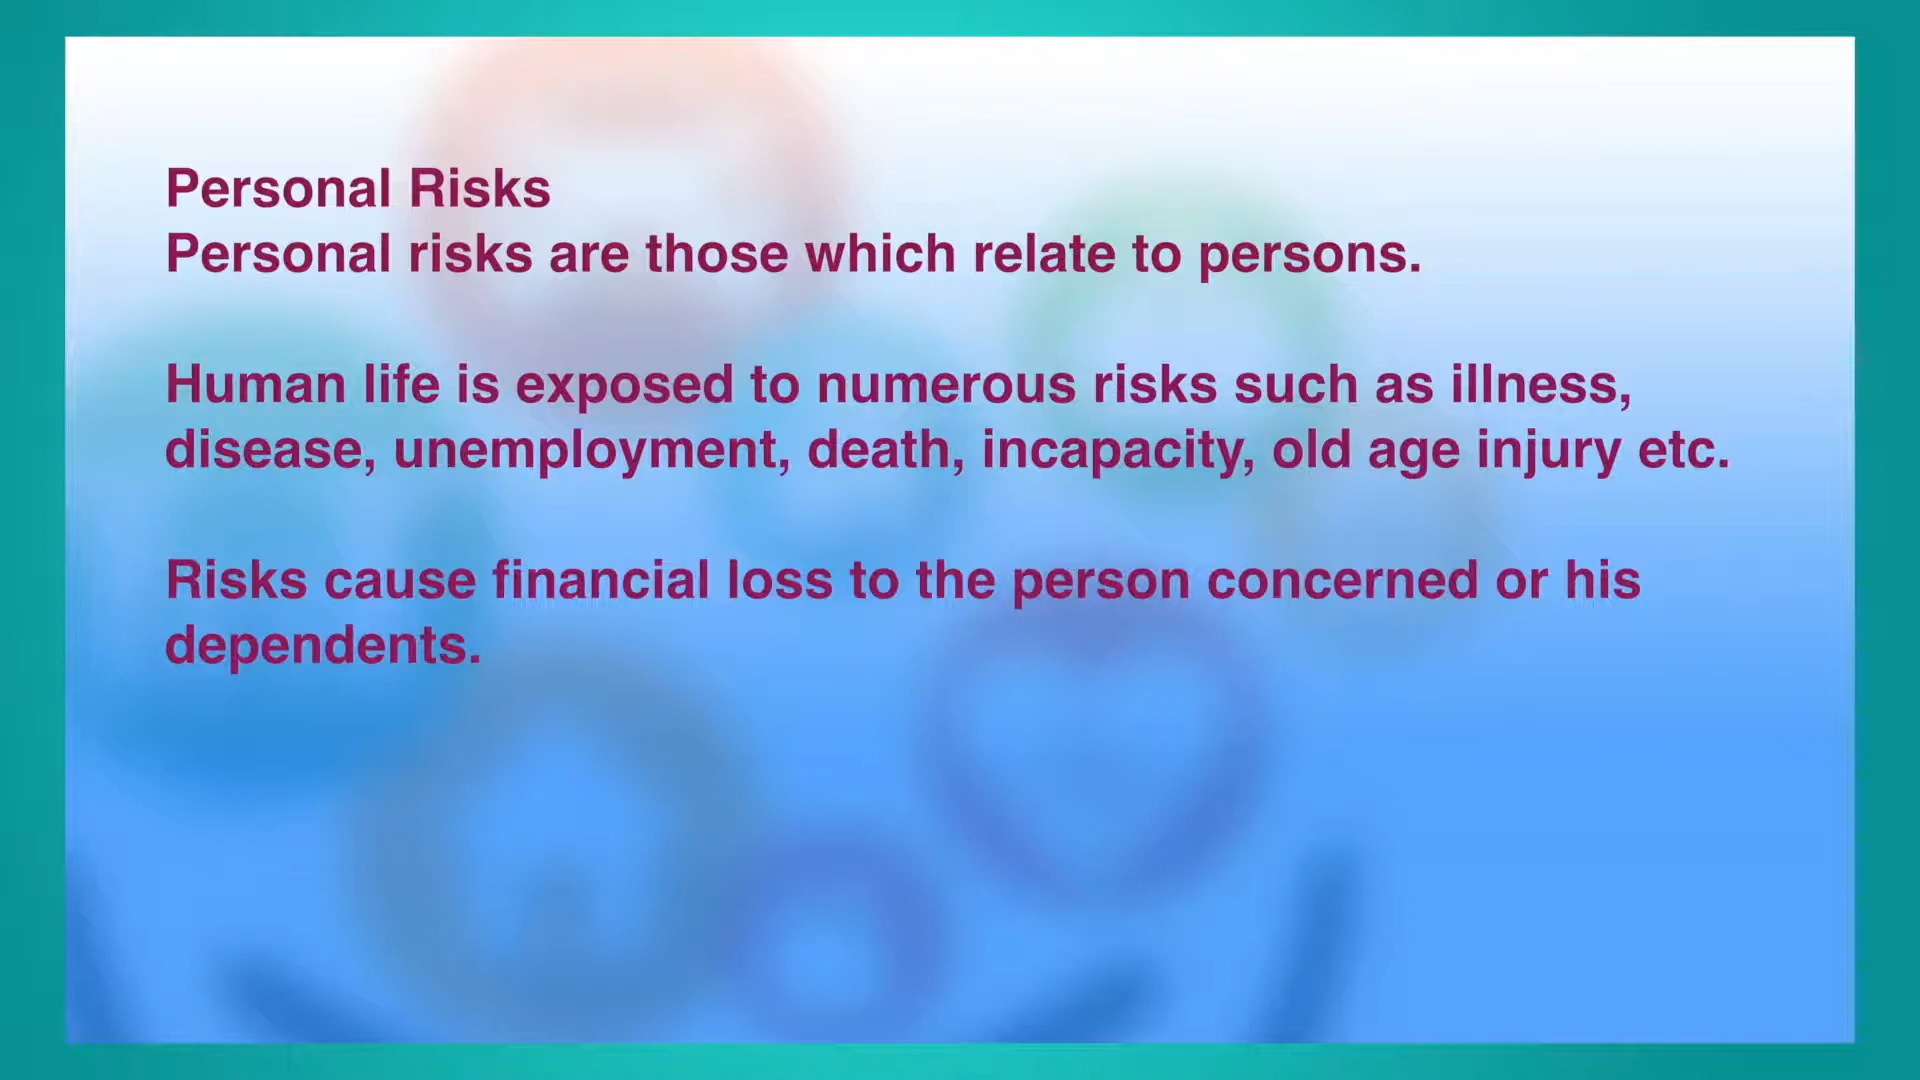 Personal Risks
Personal risks are those which relate to persons.
Human life is exposed to numerous risks such as illness,
disease, unemployment, death, incapacity, old age injury etc.
Risks cause financial loss to the person concerned or his
dependents.